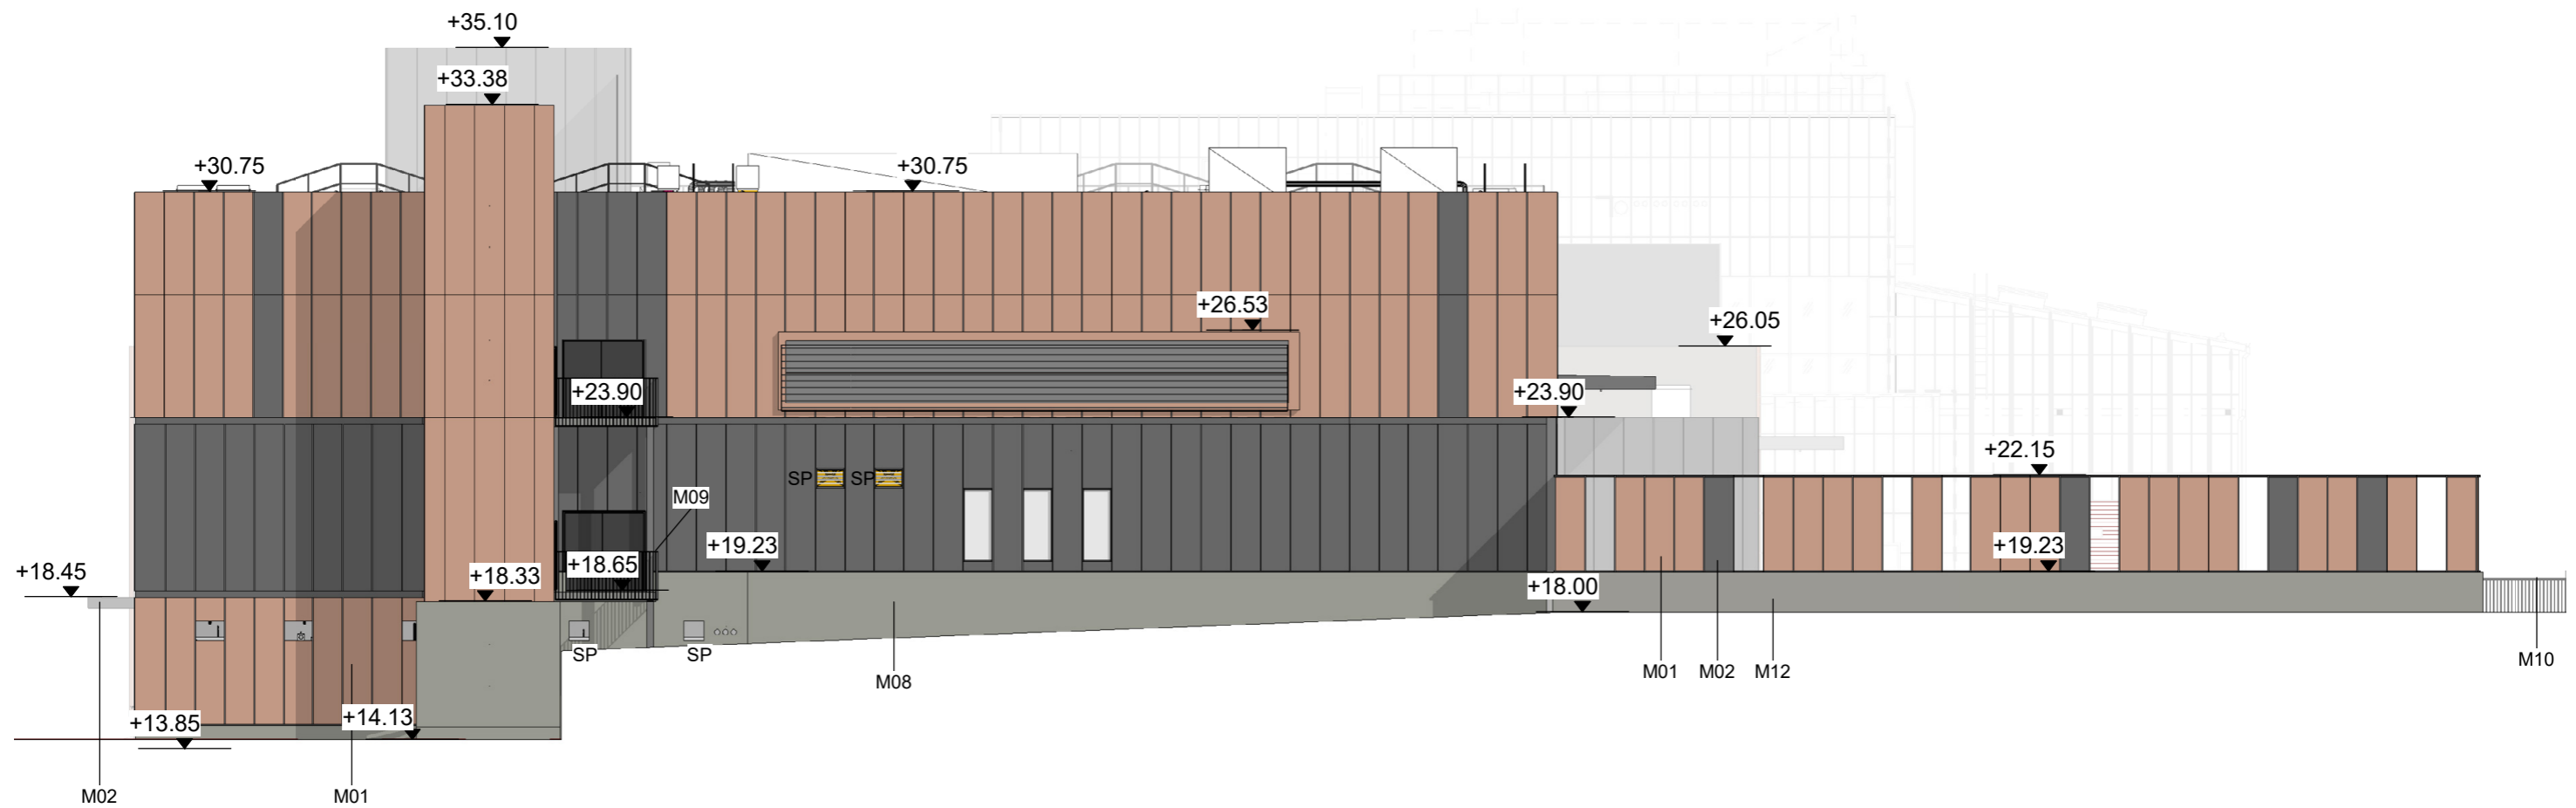 +35.10
+33.38
+30.75
+30.75
+26.53
+26.05
+23.90
+23.90
+22.15
SP
SP
M09
+19.23
+19.23
+18.65
+18.45
+18.33
+18.00
SP
SP
M08
M01
M02
M12
M10
+13.85
+14.13
M02
M01